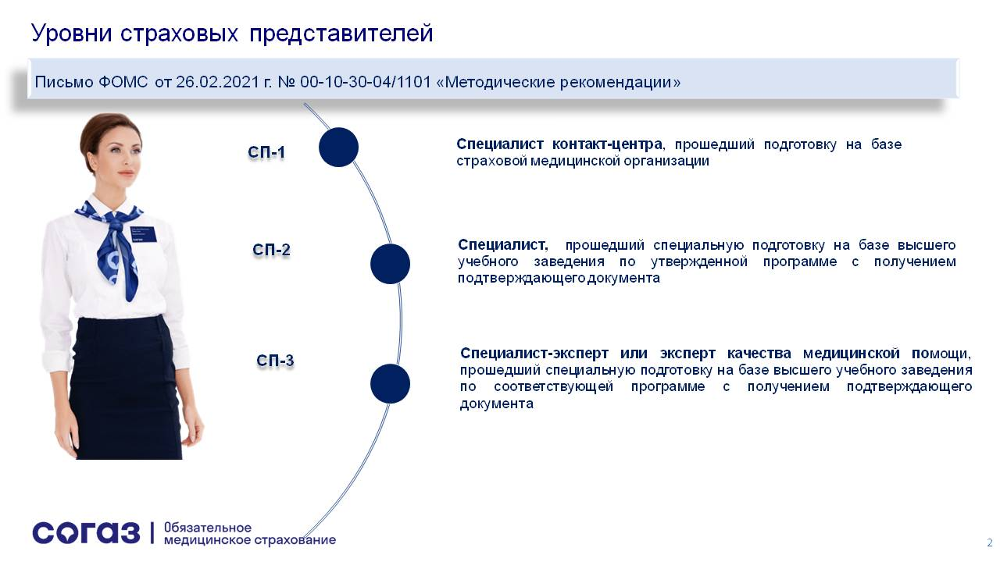 Уровни страховых представителей
Письмо ФОМС от 26.02.2021 г. № 00-10-30-04/1101 «Методические рекомендации»
СП-1
Специалист контакт-центра, прошедший подготовку на базе
страховой медицинской организации
СП-2
Специалист, прошедший специальную подготовку на базе высшего
учебного заведения по утвержденной программе с получением
подтверждающего документа
СП-3
Специалист-эксперт или эксперт качества медицинской помощи,
прошедший специальную подготовку на базе высшего учебного заведения
по соответствующей программе с получением подтверждающего
документа
согаз
Обязательное
медицинское страхование
2